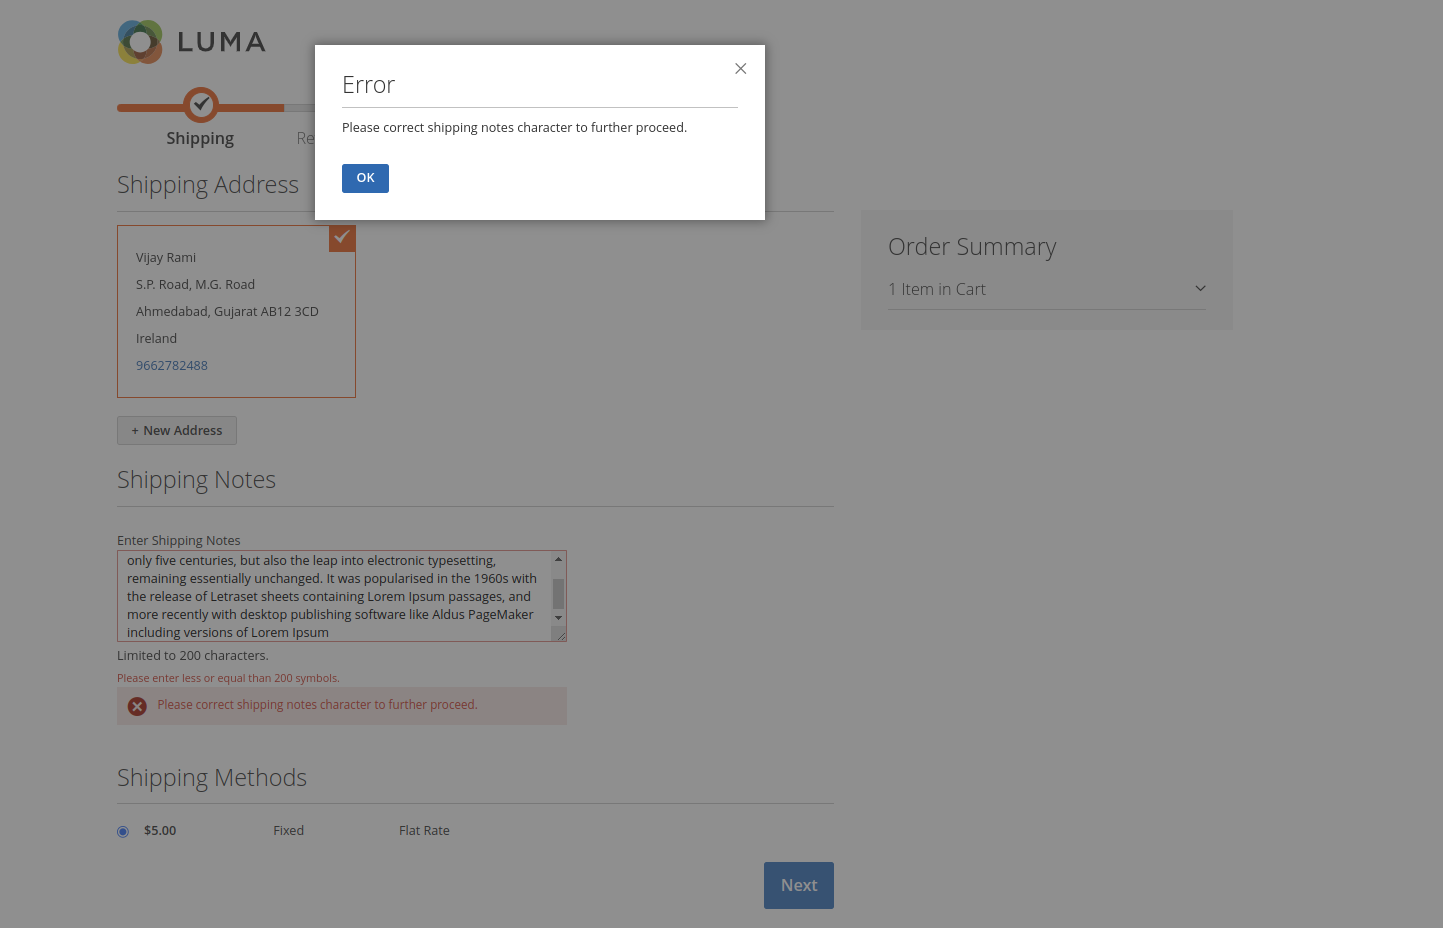 LUMA
Error
Please correct shipping notes character to further proceed.
OK
Shipping
Re
Shipping Address
Vijay Rami
S.P. Road, M.G. Road
Ahmedabad, Gujarat AB12 3CD
Ireland
9662782488
+ New Address
Order Summary
1 Item in Cart
Shipping Notes
Enter Shipping Notes
only five centuries, but also the leap into electronic typesetting,
remaining essentially unchanged. It was popularised in the 1960s with
the release of Letraset sheets containing Lorem Ipsum passages, and
more recently with desktop publishing software like Aldus PageMaker
including versions of Lorem Ipsum
Limited to 200 characters.
Please enter less or equal than 200 symbols.
Please correct shipping notes character to further proceed.
Shipping Methods
$5.00 Fixed Flat Rate
Next